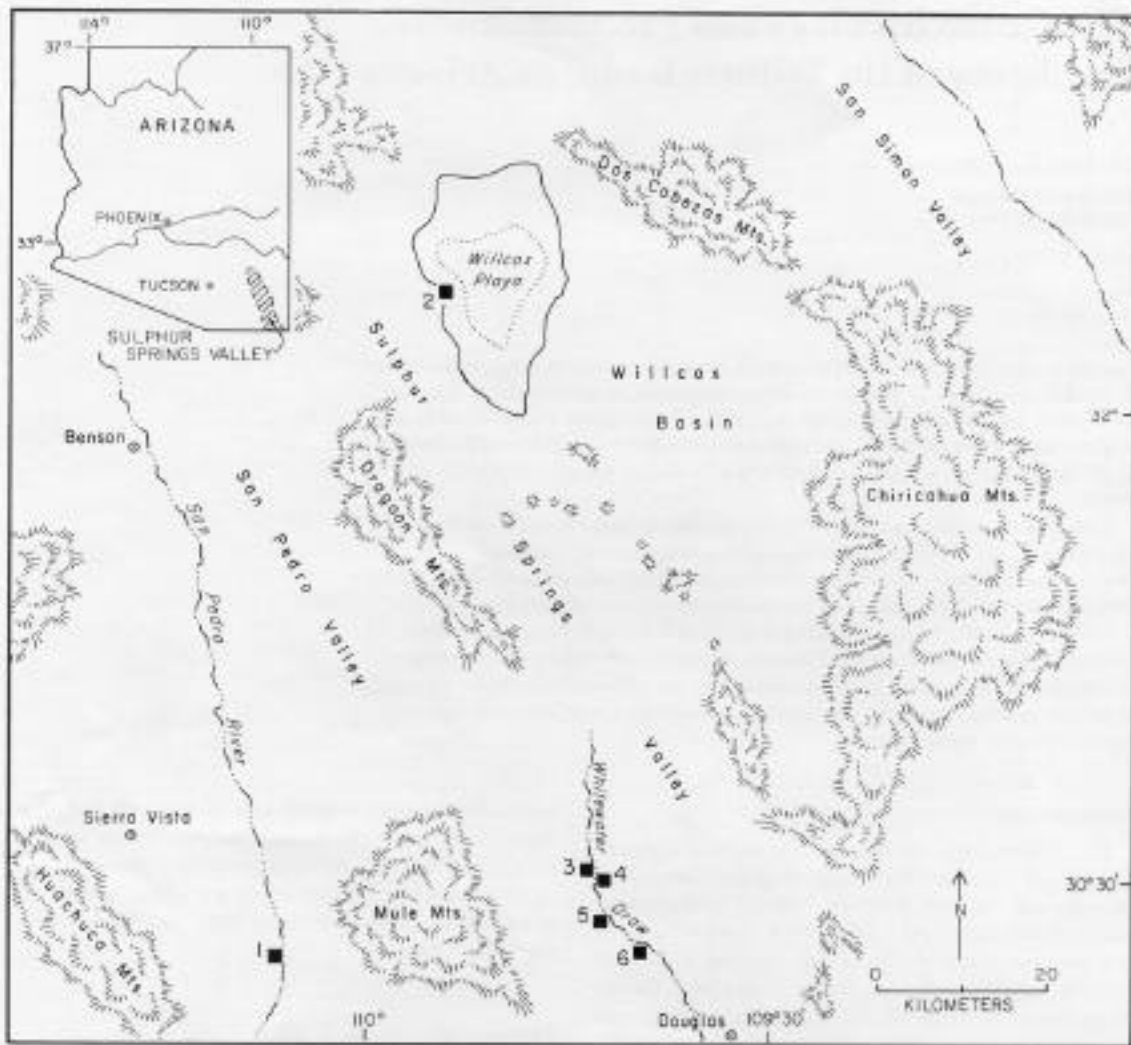 114°
110°
37°
ARIZONA
PHOENIX
33°
TUCSON
SULPHUR
SPRINGS VALLEY
San Simon Valley
Dos Cabezas Mts.
Willcox
Playa
2
Sulphur
Willcox
Basin
32°
Benson
San Pedro Valley
Dragoon Mts.
Springs
Chiricahua Mts.
San Pedro River
Valley
Whitewater Draw
Sierra Vista
3
4
30°30'
Huachuca Mts.
Mule Mts.
5
N
1
6
0
20
KILOMETERS
110°
Douglas
109°30'